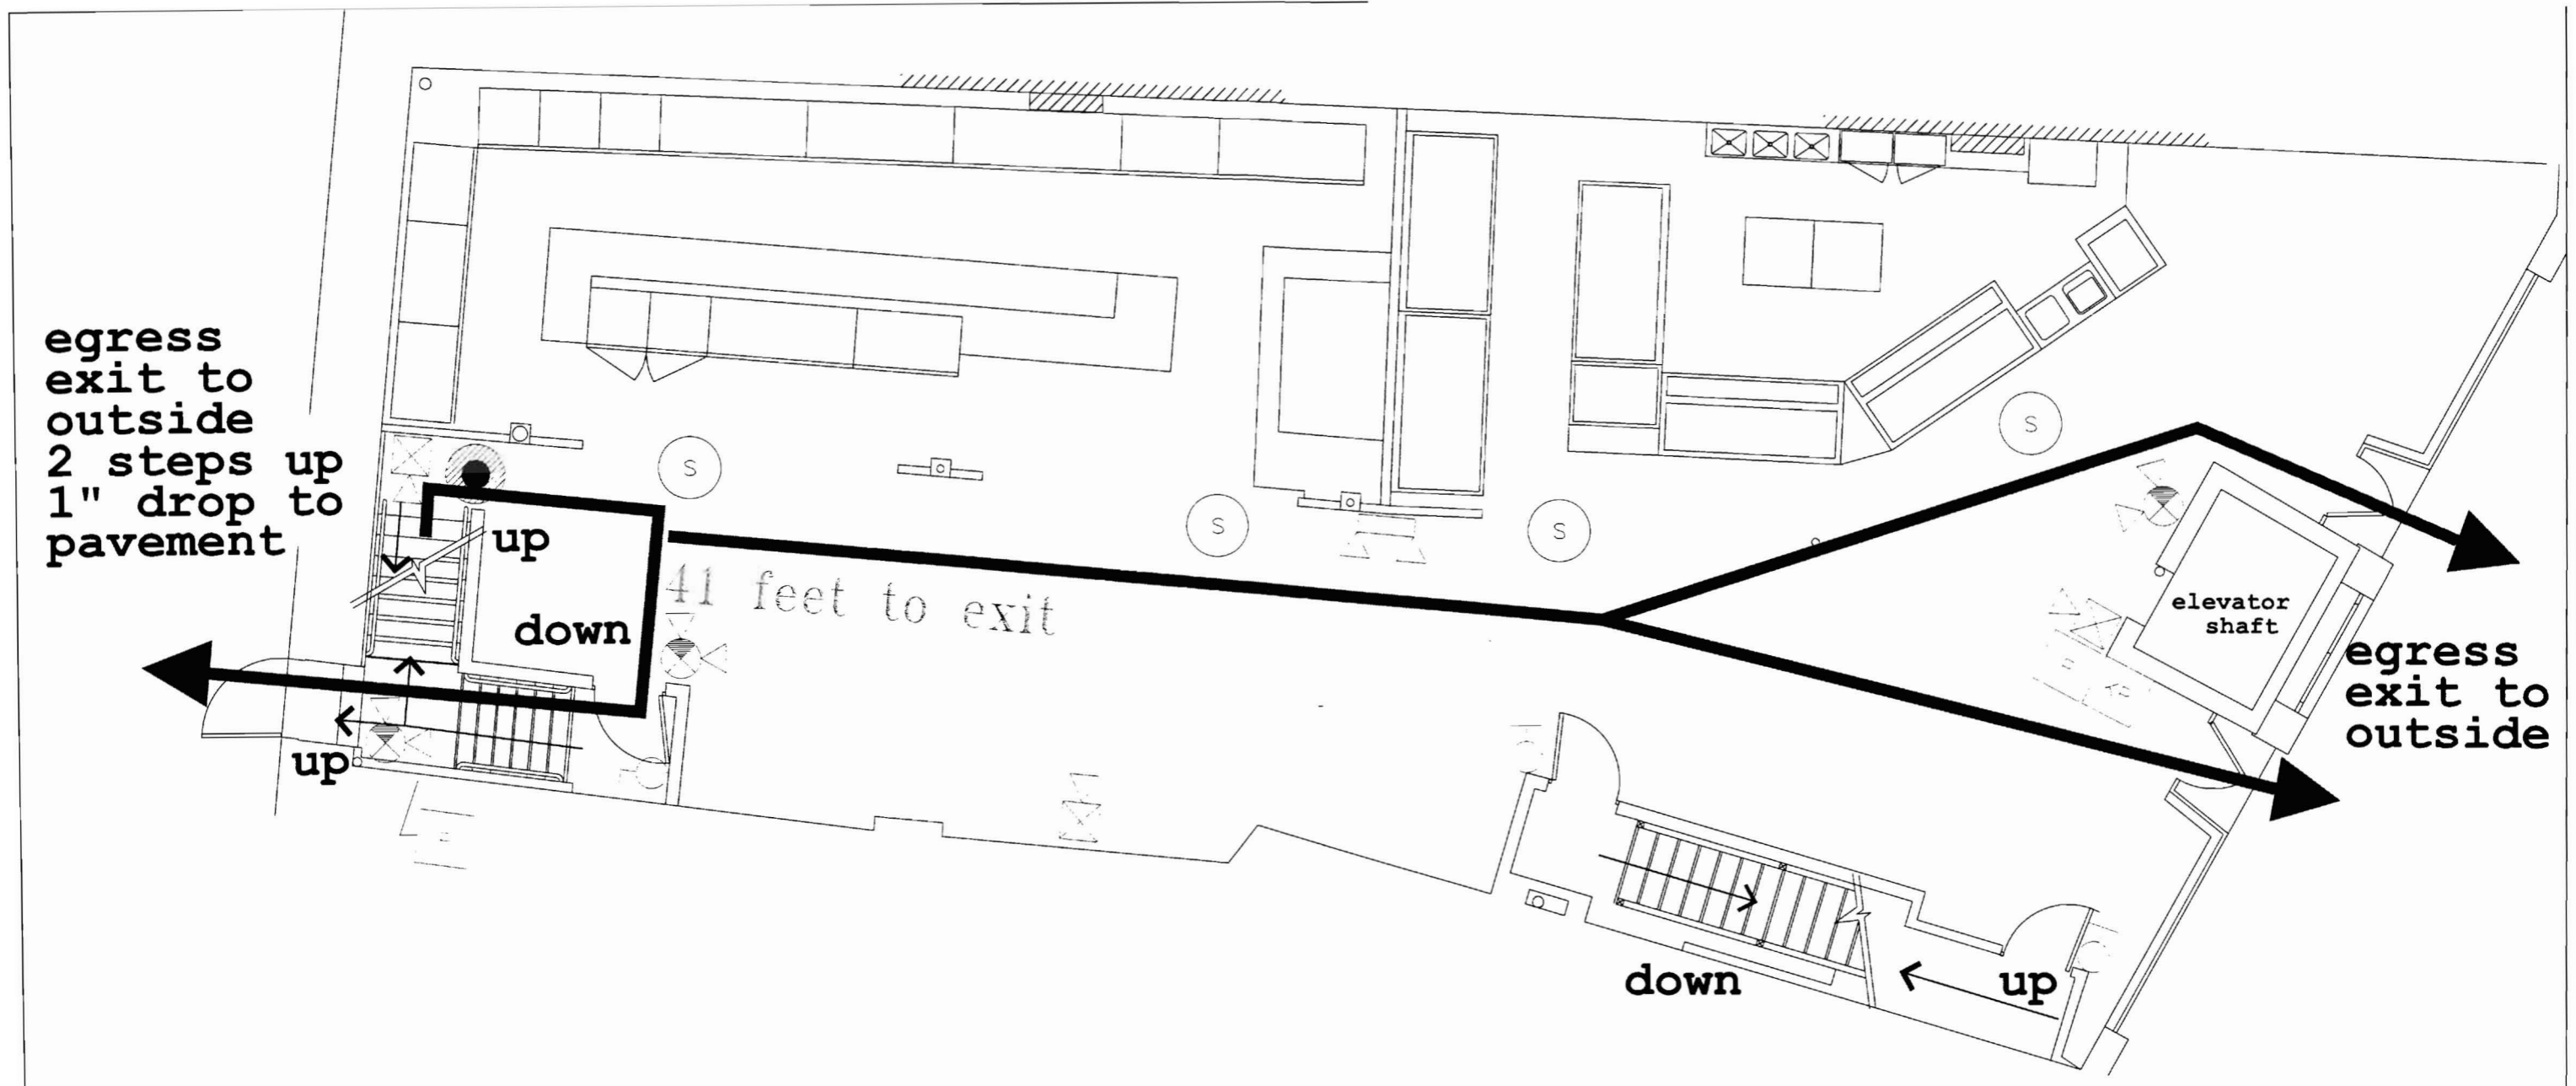 egress
exit to
outside
2 steps up
1" drop to
pavement
up
down
up
41 feet to exit
S
S
S
S
elevator
shaft
egress
exit to
outside
down
up